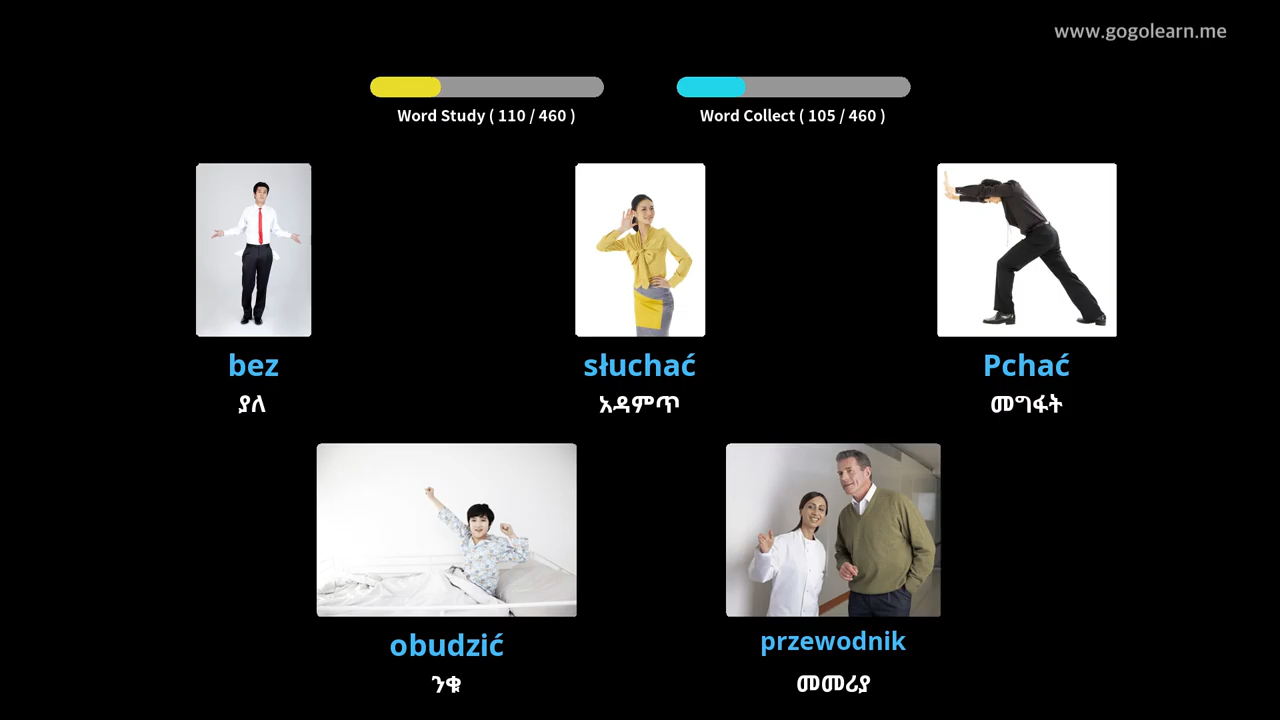 www.gogolearn.me
Word Study ( 110 / 460 )
Word Collect ( 105 / 460 )
bez
słuchać
Pchać
ያለ
አዳምጥ
መግፋት
obudzić
przewodnik
ንቁ
መመሪያ